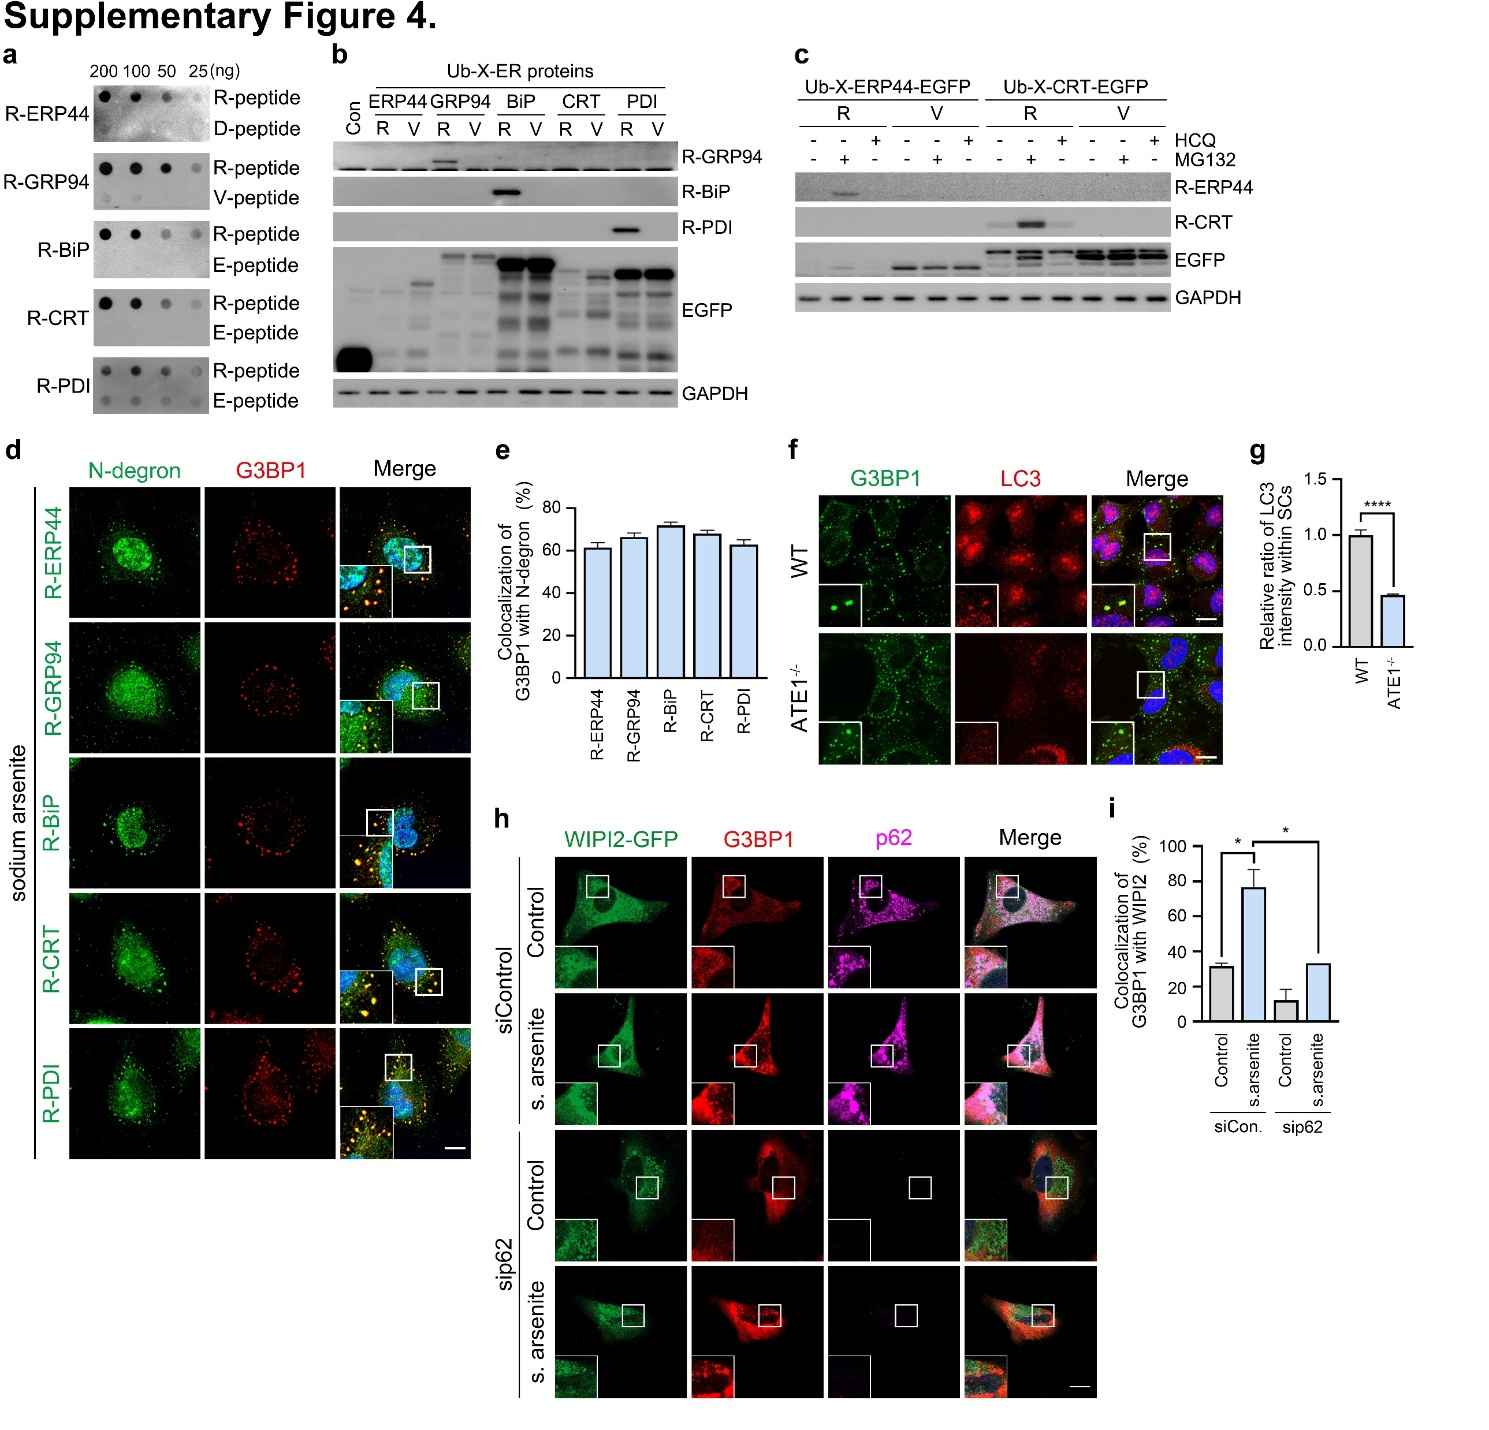 Supplementary Figure 4.
a
200 100 50 25 (ng)
R-ERP44
R-peptide
D-peptide
R-GRP94
R-peptide
V-peptide
R-BiP
R-peptide
E-peptide
R-CRT
R-peptide
E-peptide
R-PDI
R-peptide
E-peptide
b
Ub-X-ER proteins
Con
ERP44 GRP94 BiP CRT PDI
R V R V R V R V R V
R-GRP94
R-BiP
R-PDI
EGFP
GAPDH
c
Ub-X-ERP44-EGFP Ub-X-CRT-EGFP
R V R V
- - + - - + - - + - - + HCQ
- + - - + - - + - - + - MG132
R-ERP44
R-CRT
EGFP
GAPDH
d
N-degron G3BP1 Merge
sodium arsenite
R-ERP44
R-GRP94
R-BiP
R-CRT
R-PDI
e
Colocalization of
G3BP1 with N-degron (%)
80
60
40
20
0
R-ERP44
R-GRP94
R-BiP
R-CRT
R-PDI
f
G3BP1 LC3 Merge
WT
ATE1-/-
g
Relative ratio of LC3
intensity within SCs
1.5
1.0
0.5
0.0
****
WT
ATE1-/-
h
WIPI2-GFP G3BP1 p62 Merge
siControl
Control
s. arsenite
sip62
Control
s. arsenite
i
Colocalization of
G3BP1 with WIPI2 (%)
100
80
60
40
20
0
* *
Control
s.arsenite
Control
s.arsenite
siCon. sip62